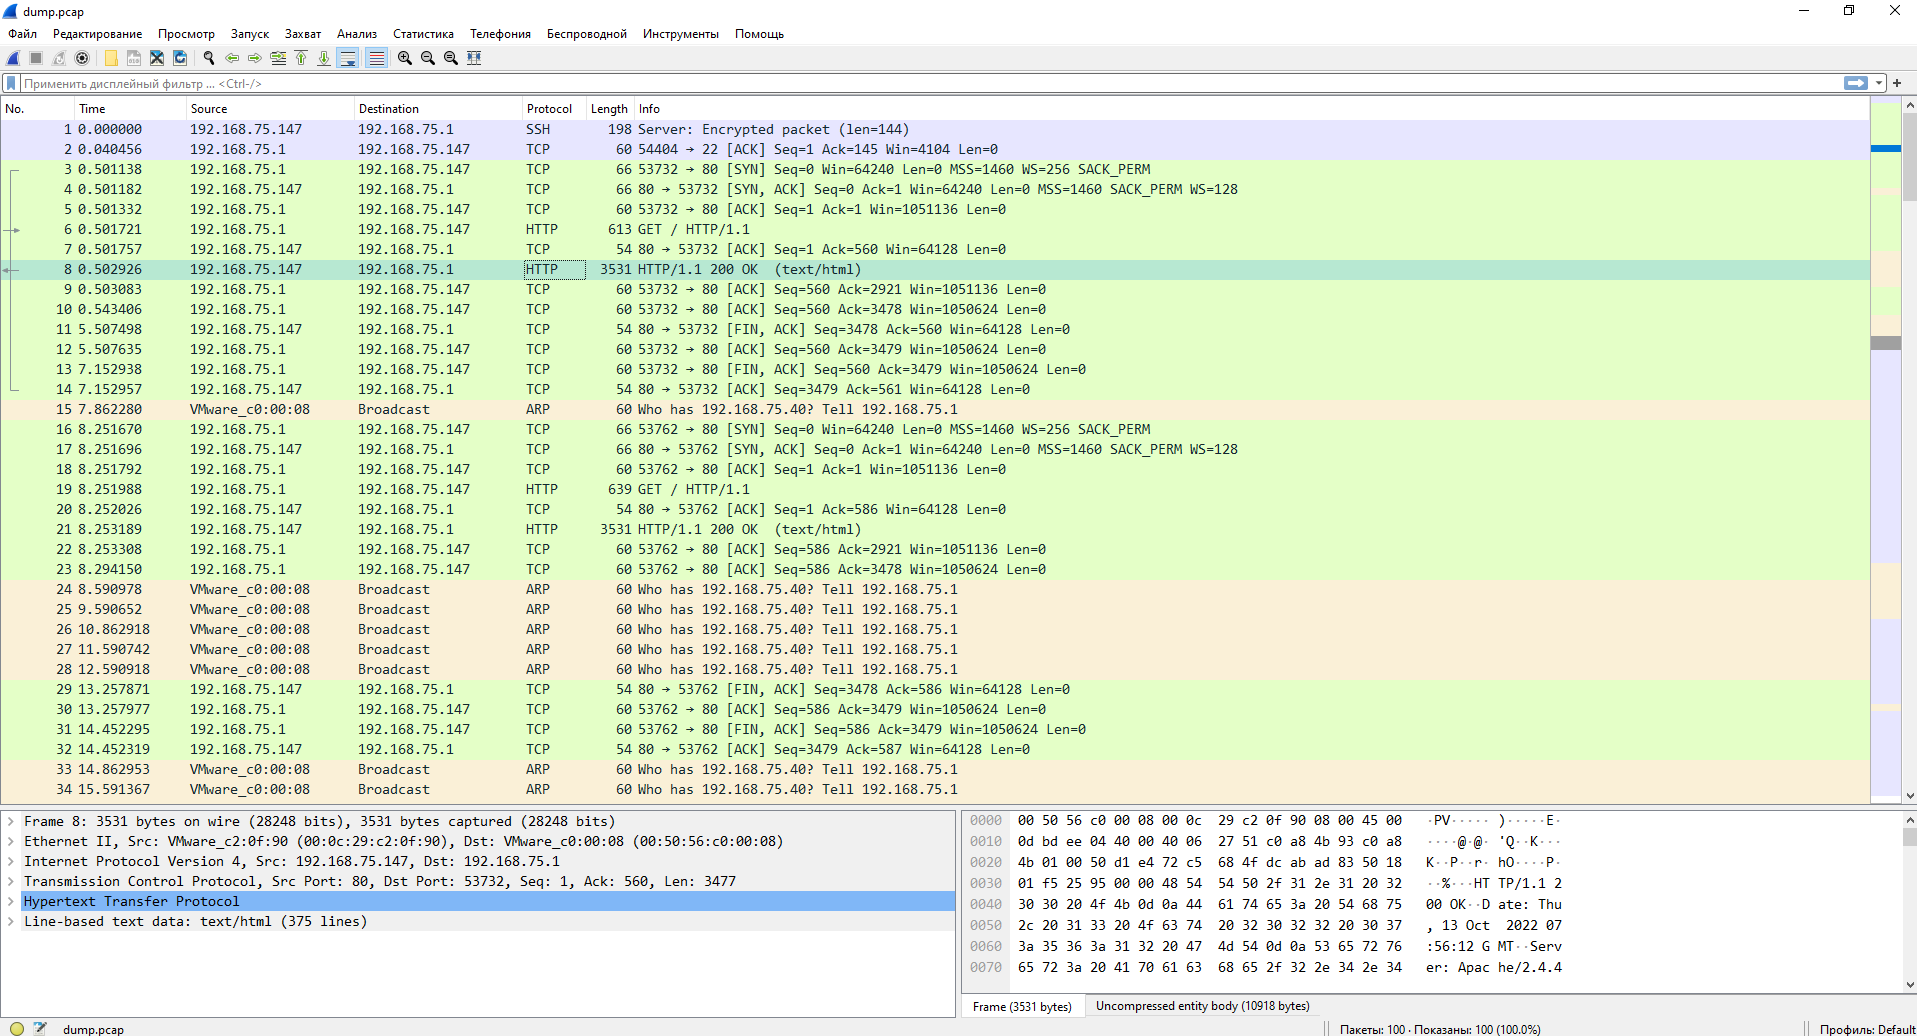 dump.pcap
Файл Редактирование Просмотр Запуск Захват Анализ Статистика Телефония Беспроводной Инструменты Помощь
Применить дисплейный фильтр ... <Ctrl-/>
No. Time Source Destination Protocol Length Info
1 0.000000 192.168.75.147 192.168.75.1 SSH 198 Server: Encrypted packet (len=144)
2 0.040456 192.168.75.1 192.168.75.147 TCP 60 54404 → 22 [ACK] Seq=1 Ack=145 Win=4104 Len=0
3 0.501138 192.168.75.1 192.168.75.147 TCP 66 53732 → 80 [SYN] Seq=0 Win=64240 Len=0 MSS=1460 WS=256 SACK_PERM
4 0.501182 192.168.75.147 192.168.75.1 TCP 66 80 → 53732 [SYN, ACK] Seq=0 Ack=1 Win=64240 Len=0 MSS=1460 SACK_PERM WS=128
5 0.501332 192.168.75.1 192.168.75.147 TCP 60 53732 → 80 [ACK] Seq=1 Ack=1 Win=1051136 Len=0
6 0.501721 192.168.75.1 192.168.75.147 HTTP 613 GET / HTTP/1.1
7 0.501757 192.168.75.147 192.168.75.1 TCP 54 80 → 53732 [ACK] Seq=1 Ack=560 Win=64128 Len=0
8 0.502926 192.168.75.147 192.168.75.1 HTTP 3531 HTTP/1.1 200 OK (text/html)
9 0.503083 192.168.75.1 192.168.75.147 TCP 60 53732 → 80 [ACK] Seq=560 Ack=2921 Win=1051136 Len=0
10 0.543406 192.168.75.1 192.168.75.147 TCP 60 53732 → 80 [ACK] Seq=560 Ack=3478 Win=1050624 Len=0
11 5.507498 192.168.75.147 192.168.75.1 TCP 54 80 → 53732 [FIN, ACK] Seq=3478 Ack=560 Win=64128 Len=0
12 5.507635 192.168.75.1 192.168.75.147 TCP 60 53732 → 80 [ACK] Seq=560 Ack=3479 Win=1050624 Len=0
13 7.152938 192.168.75.1 192.168.75.147 TCP 60 53732 → 80 [FIN, ACK] Seq=560 Ack=3479 Win=1050624 Len=0
14 7.152957 192.168.75.147 192.168.75.1 TCP 54 80 → 53732 [ACK] Seq=3479 Ack=561 Win=64128 Len=0
15 7.862280 VMware_c0:00:08 Broadcast ARP 60 Who has 192.168.75.40? Tell 192.168.75.1
16 8.251670 192.168.75.1 192.168.75.147 TCP 66 53762 → 80 [SYN] Seq=0 Win=64240 Len=0 MSS=1460 WS=256 SACK_PERM
17 8.251696 192.168.75.147 192.168.75.1 TCP 66 80 → 53762 [SYN, ACK] Seq=0 Ack=1 Win=64240 Len=0 MSS=1460 SACK_PERM WS=128
18 8.251792 192.168.75.1 192.168.75.147 TCP 60 53762 → 80 [ACK] Seq=1 Ack=1 Win=1051136 Len=0
19 8.251988 192.168.75.1 192.168.75.147 HTTP 639 GET / HTTP/1.1
20 8.252026 192.168.75.147 192.168.75.1 TCP 54 80 → 53762 [ACK] Seq=1 Ack=586 Win=64128 Len=0
21 8.253189 192.168.75.147 192.168.75.1 HTTP 3531 HTTP/1.1 200 OK (text/html)
22 8.253308 192.168.75.1 192.168.75.147 TCP 60 53762 → 80 [ACK] Seq=586 Ack=2921 Win=1051136 Len=0
23 8.294150 192.168.75.1 192.168.75.147 TCP 60 53762 → 80 [ACK] Seq=586 Ack=3478 Win=1050624 Len=0
24 8.590978 VMware_c0:00:08 Broadcast ARP 60 Who has 192.168.75.40? Tell 192.168.75.1
25 9.590652 VMware_c0:00:08 Broadcast ARP 60 Who has 192.168.75.40? Tell 192.168.75.1
26 10.862918 VMware_c0:00:08 Broadcast ARP 60 Who has 192.168.75.40? Tell 192.168.75.1
27 11.590742 VMware_c0:00:08 Broadcast ARP 60 Who has 192.168.75.40? Tell 192.168.75.1
28 12.590918 VMware_c0:00:08 Broadcast ARP 60 Who has 192.168.75.40? Tell 192.168.75.1
29 13.257871 192.168.75.147 192.168.75.1 TCP 54 80 → 53762 [FIN, ACK] Seq=3478 Ack=586 Win=64128 Len=0
30 13.257977 192.168.75.1 192.168.75.147 TCP 60 53762 → 80 [ACK] Seq=586 Ack=3479 Win=1050624 Len=0
31 14.452295 192.168.75.1 192.168.75.147 TCP 60 53762 → 80 [FIN, ACK] Seq=586 Ack=3479 Win=1050624 Len=0
32 14.452319 192.168.75.147 192.168.75.1 TCP 54 80 → 53762 [ACK] Seq=3479 Ack=587 Win=64128 Len=0
33 14.862953 VMware_c0:00:08 Broadcast ARP 60 Who has 192.168.75.40? Tell 192.168.75.1
34 15.591367 VMware_c0:00:08 Broadcast ARP 60 Who has 192.168.75.40? Tell 192.168.75.1
Frame 8: 3531 bytes on wire (28248 bits), 3531 bytes captured (28248 bits)
Ethernet II, Src: VMware_c2:0f:90 (00:0c:29:c2:0f:90), Dst: VMware_c0:00:08 (00:50:56:c0:00:08)
Internet Protocol Version 4, Src: 192.168.75.147, Dst: 192.168.75.1
Transmission Control Protocol, Src Port: 80, Dst Port: 53732, Seq: 1, Ack: 560, Len: 3477
Hypertext Transfer Protocol
Line-based text data: text/html (375 lines)
0000 00 50 56 c0 00 08 00 0c 29 c2 0f 90 08 00 45 00 ·PV····· )·····E·
0010 0d bd ee 04 40 00 40 06 27 51 c0 a8 4b 93 c0 a8 ····@·@· 'Q··K···
0020 4b 01 00 50 d1 e4 72 c5 68 4f dc ab ad 83 50 18 K··P··r· hO····P·
0030 01 f5 25 95 00 00 48 54 54 50 2f 31 2e 31 20 32 ··%···HT TP/1.1 2
0040 30 30 20 4f 4b 0d 0a 44 61 74 65 3a 20 54 68 75 00 OK··D ate: Thu
0050 2c 20 31 33 20 4f 63 74 20 32 30 32 32 20 30 37 , 13 Oct 2022 07
0060 3a 35 36 3a 31 32 20 47 4d 54 0d 0a 53 65 72 76 :56:12 G MT··Serv
0070 65 72 3a 20 41 70 61 63 68 65 2f 32 2e 34 2e 34 er: Apac he/2.4.4
Frame (3531 bytes) Uncompressed entity body (10918 bytes)
dump.pcap Пакеты: 100 · Показаны: 100 (100.0%) Профиль: Default